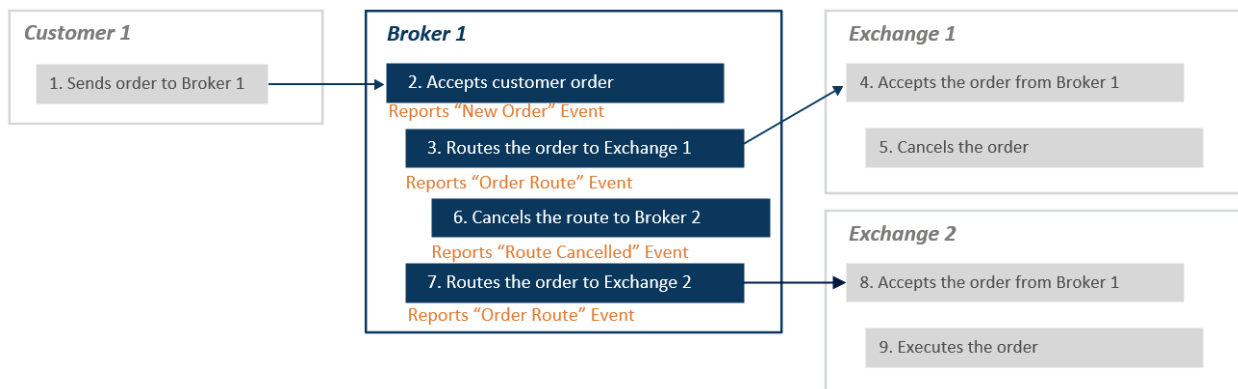 Customer 1
1. Sends order to Broker 1
Broker 1
2. Accepts customer order
Reports “New Order” Event
3. Routes the order to Exchange 1
Reports “Order Route” Event
6. Cancels the route to Broker 2
Reports “Route Cancelled” Event
7. Routes the order to Exchange 2
Reports “Order Route” Event
Exchange 1
4. Accepts the order from Broker 1
5. Cancels the order
Exchange 2
8. Accepts the order from Broker 1
9. Executes the order